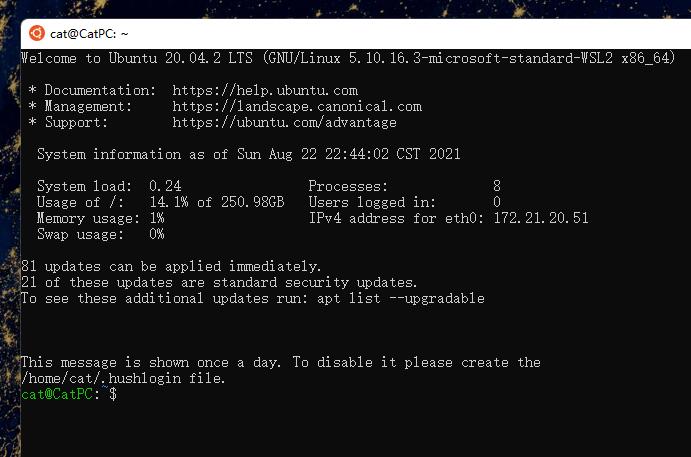 cat@CatPC: ~
Welcome to Ubuntu 20.04.2 LTS (GNU/Linux 5.10.16.3-microsoft-standard-WSL2 x86_64)
* Documentation:  https://help.ubuntu.com
* Management:     https://landscape.canonical.com
* Support:        https://ubuntu.com/advantage
System information as of Sun Aug 22 22:44:02 CST 2021
System load:  0.24                Processes:              8
Usage of /:   14.1% of 250.98GB   Users logged in:        0
Memory usage: 1%                  IPv4 address for eth0: 172.21.20.51
Swap usage:   0%
81 updates can be applied immediately.
21 of these updates are standard security updates.
To see these additional updates run: apt list --upgradable
This message is shown once a day. To disable it please create the
/home/cat/.hushlogin file.
cat@CatPC:~$